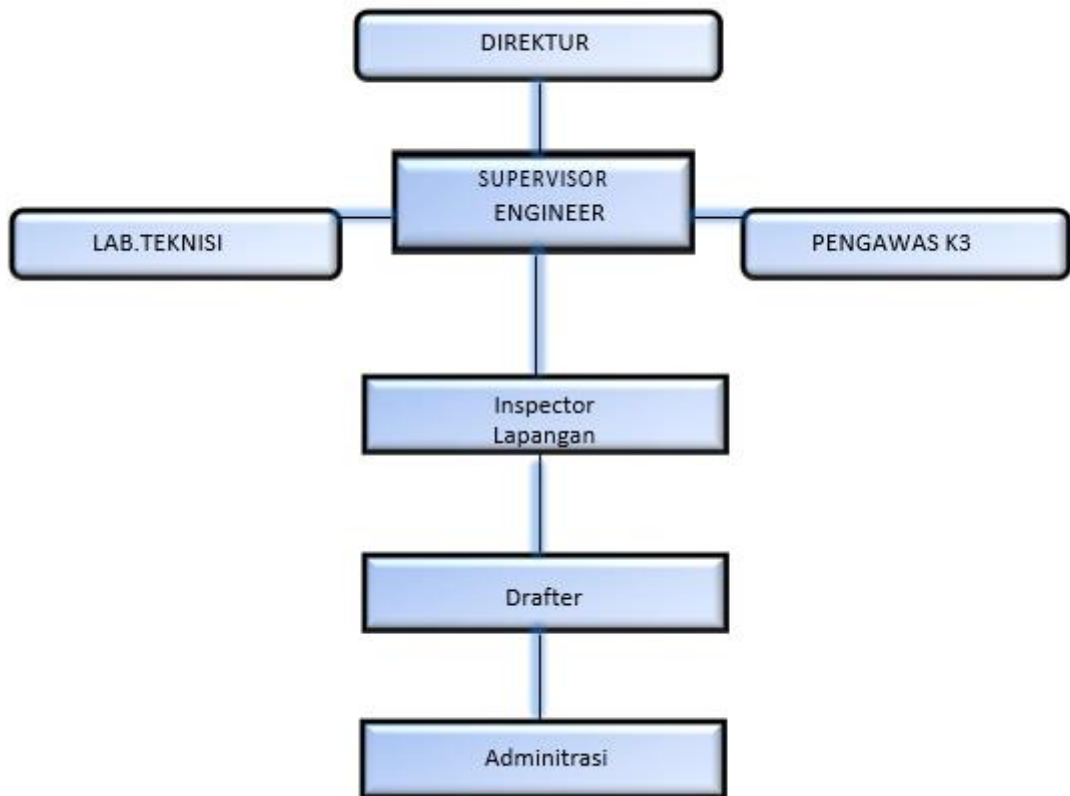 DIREKTUR
SUPERVISOR
ENGINEER
LAB.TEKNISI
PENGAWAS K3
Inspector
Lapangan
Drafter
Adminitrasi